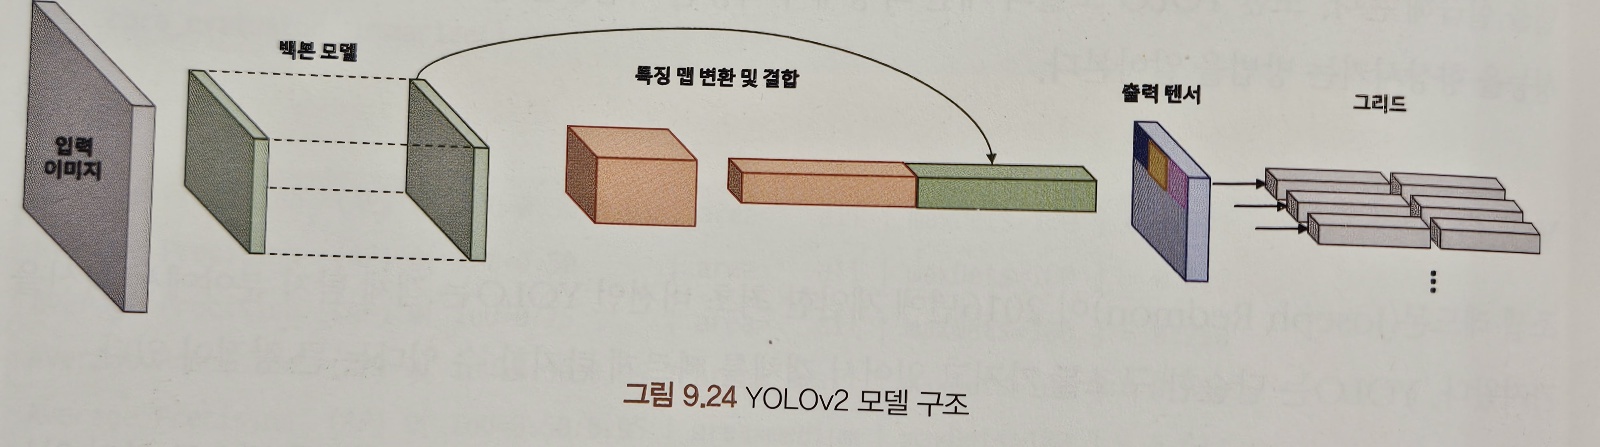 백본 모델
특징 맵 변환 및 결합
출력 텐서
그리드
입력
이미지
그림 9.24 YOLOv2 모델 구조